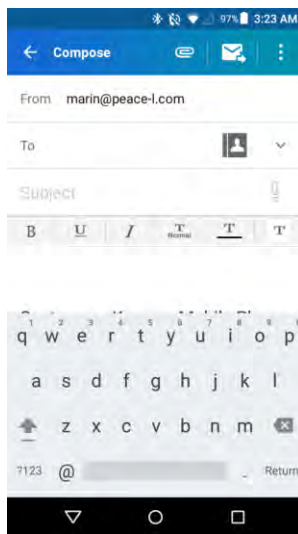 97% 3:23 AM
Compose
From marin@peace-l.com
To
Subject
B U I T Normal T T
1 2 3 4 5 6 7 8 9 0
q w e r t y u i o p
a s d f g h j k l
z x c v b n m
?123 @ . Return